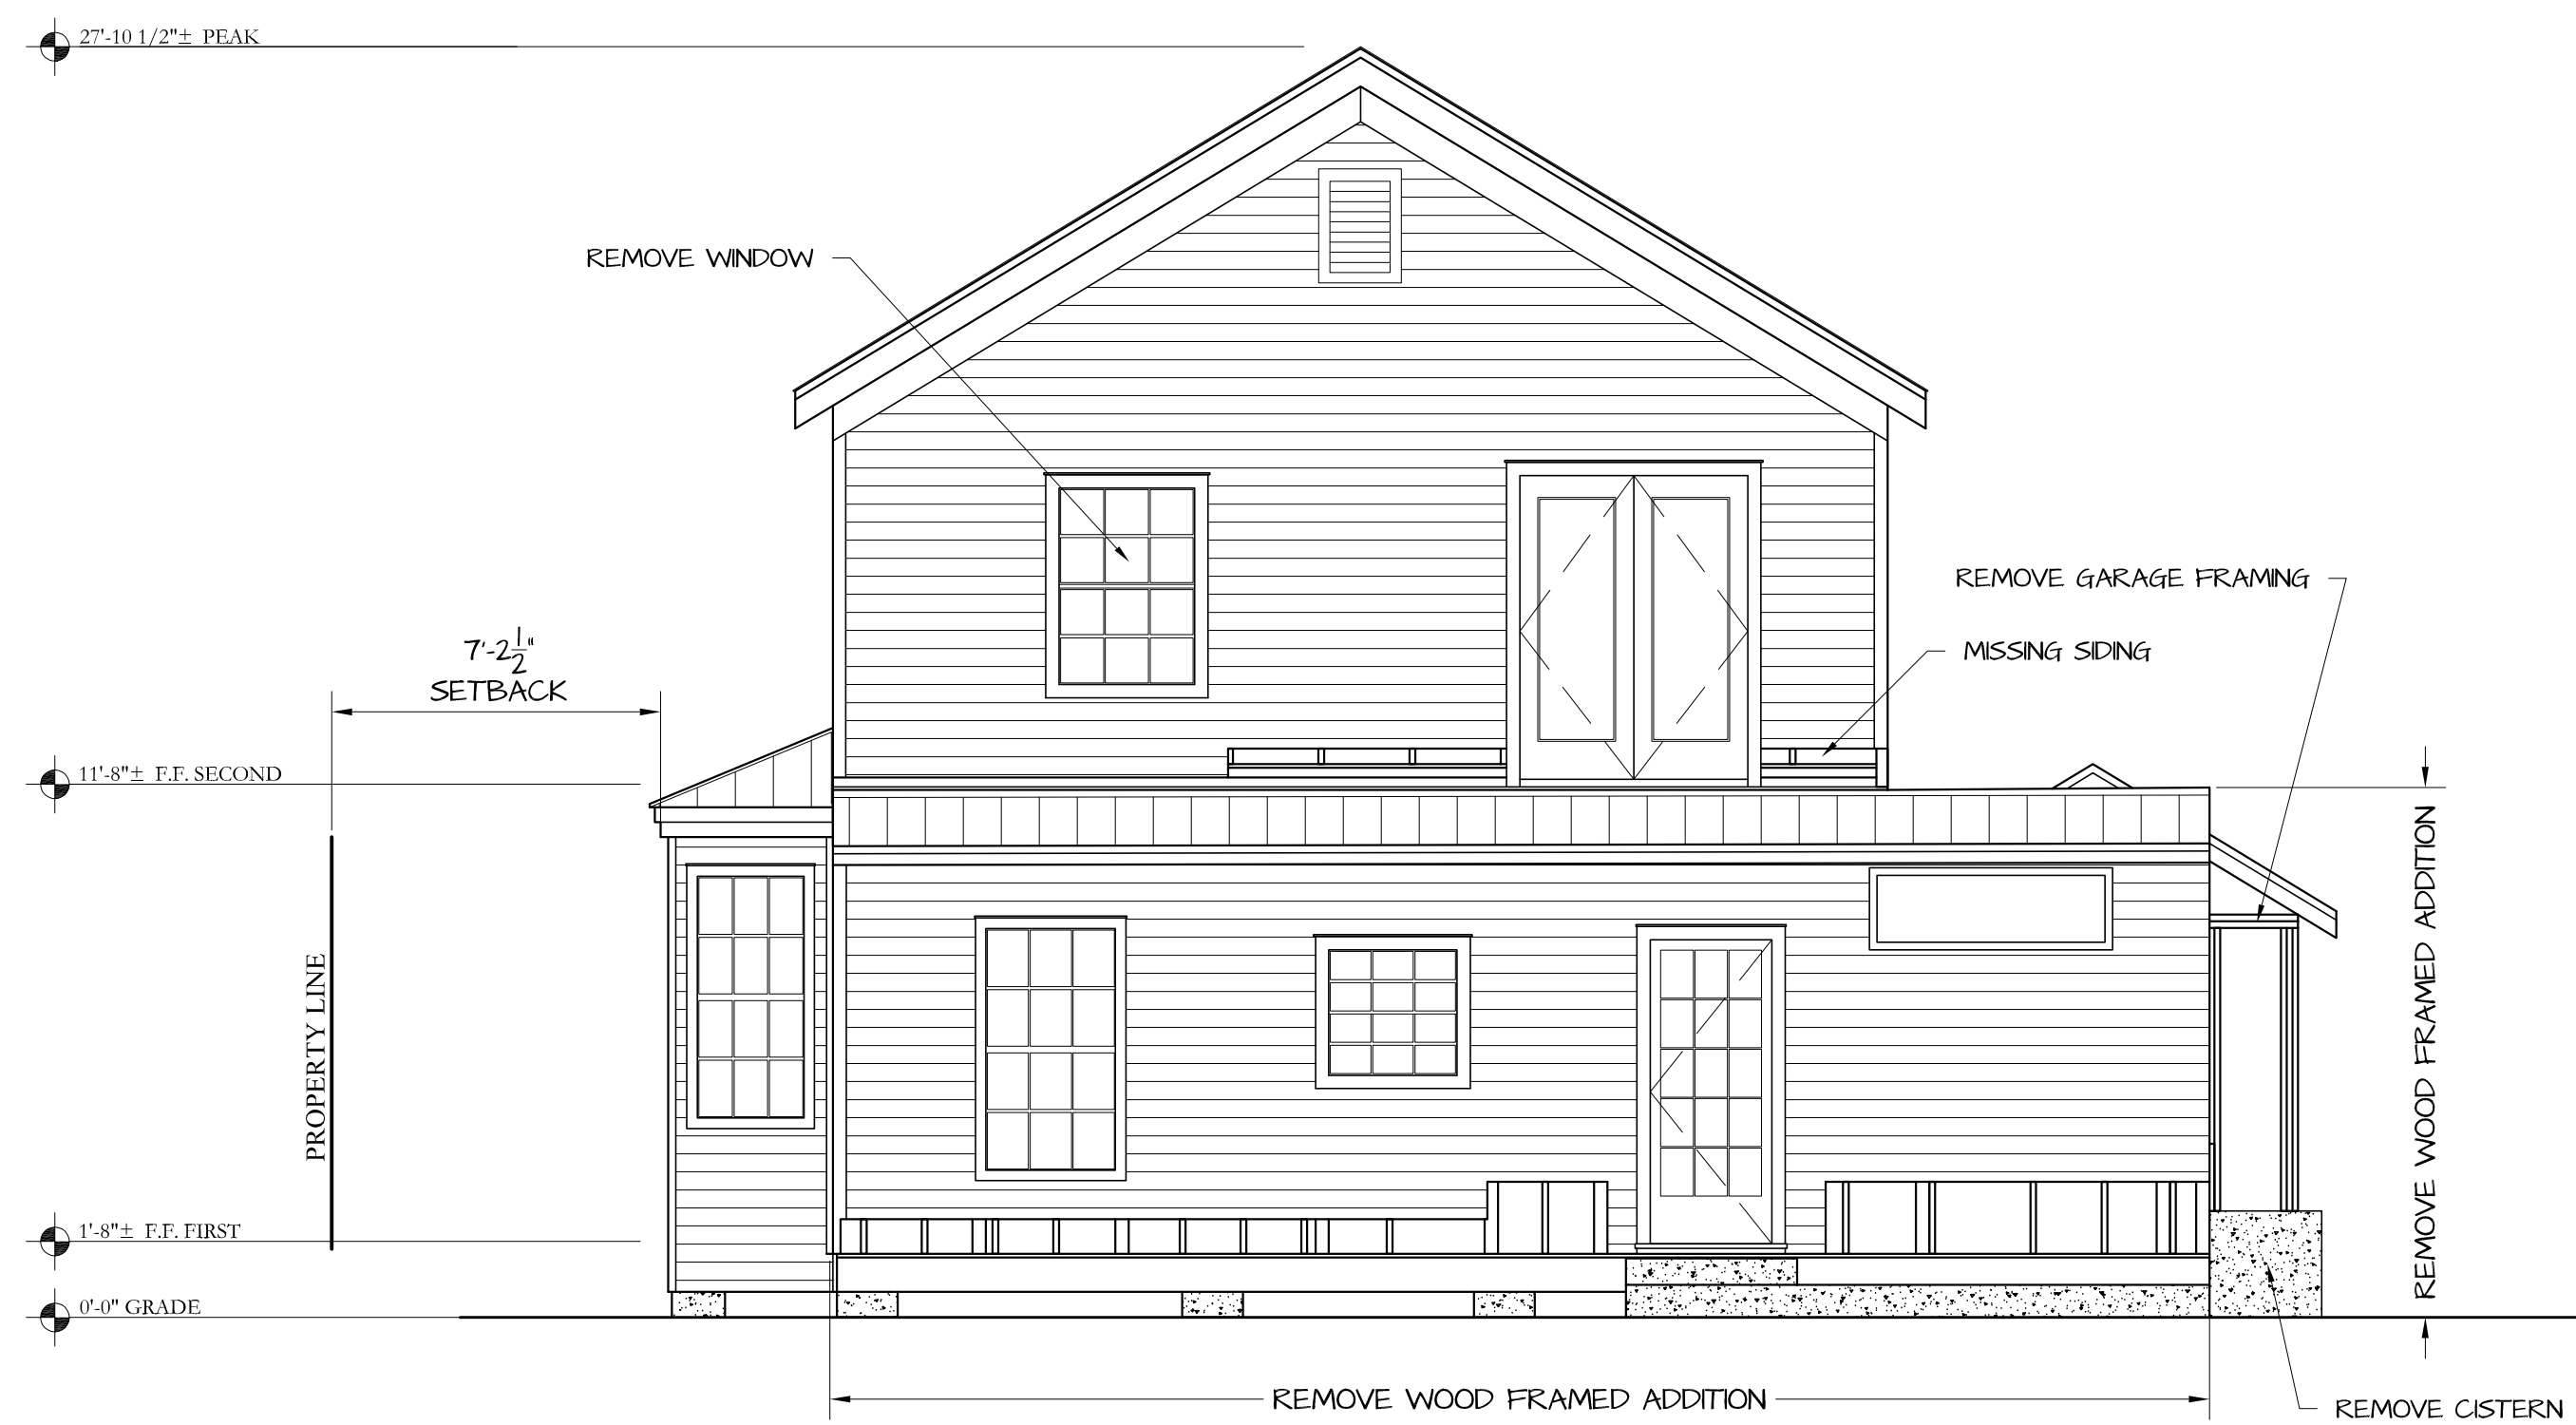 27'-10 1/2"± PEAK
REMOVE WINDOW
REMOVE GARAGE FRAMING
7'-2 1/2"
SETBACK
MISSING SIDING
11'-8"± F.F. SECOND
REMOVE WOOD FRAMED ADDITION
PROPERTY LINE
1'-8"± F.F. FIRST
0'-0" GRADE
REMOVE WOOD FRAMED ADDITION
REMOVE CISTERN